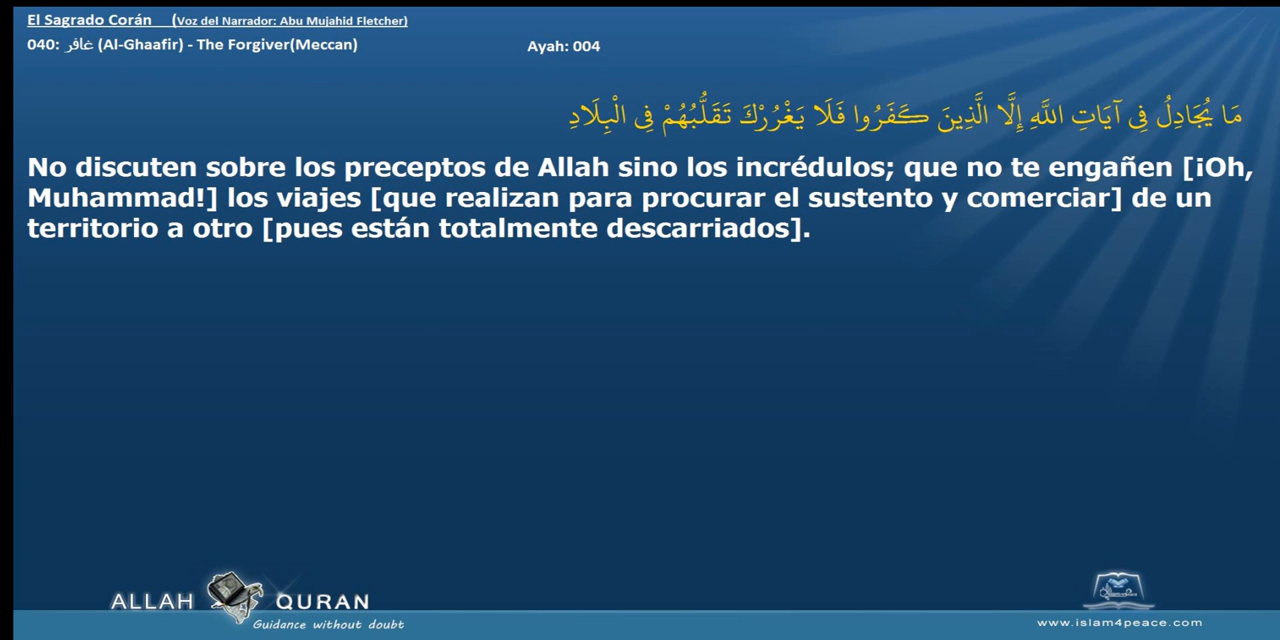 El Sagrado Corán (Voz del Narrador: Abu Mujahid Fletcher)
040: غافر (Al-Ghaafir) - The Forgiver(Meccan) Ayah: 004
مَا يُجَادِلُ فِي آيَاتِ اللَّهِ إِلَّا الَّذِينَ كَفَرُوا فَلَا يَغْرُرْكَ تَقَلُّبُهُمْ فِي الْبِلَادِ
No discuten sobre los preceptos de Allah sino los incrédulos; que no te engañen [¡Oh,
Muhammad!] los viajes [que realizan para procurar el sustento y comerciar] de un
territorio a otro [pues están totalmente descarriados].
ALLAH QURAN
Guidance without doubt
www.islam4peace.com